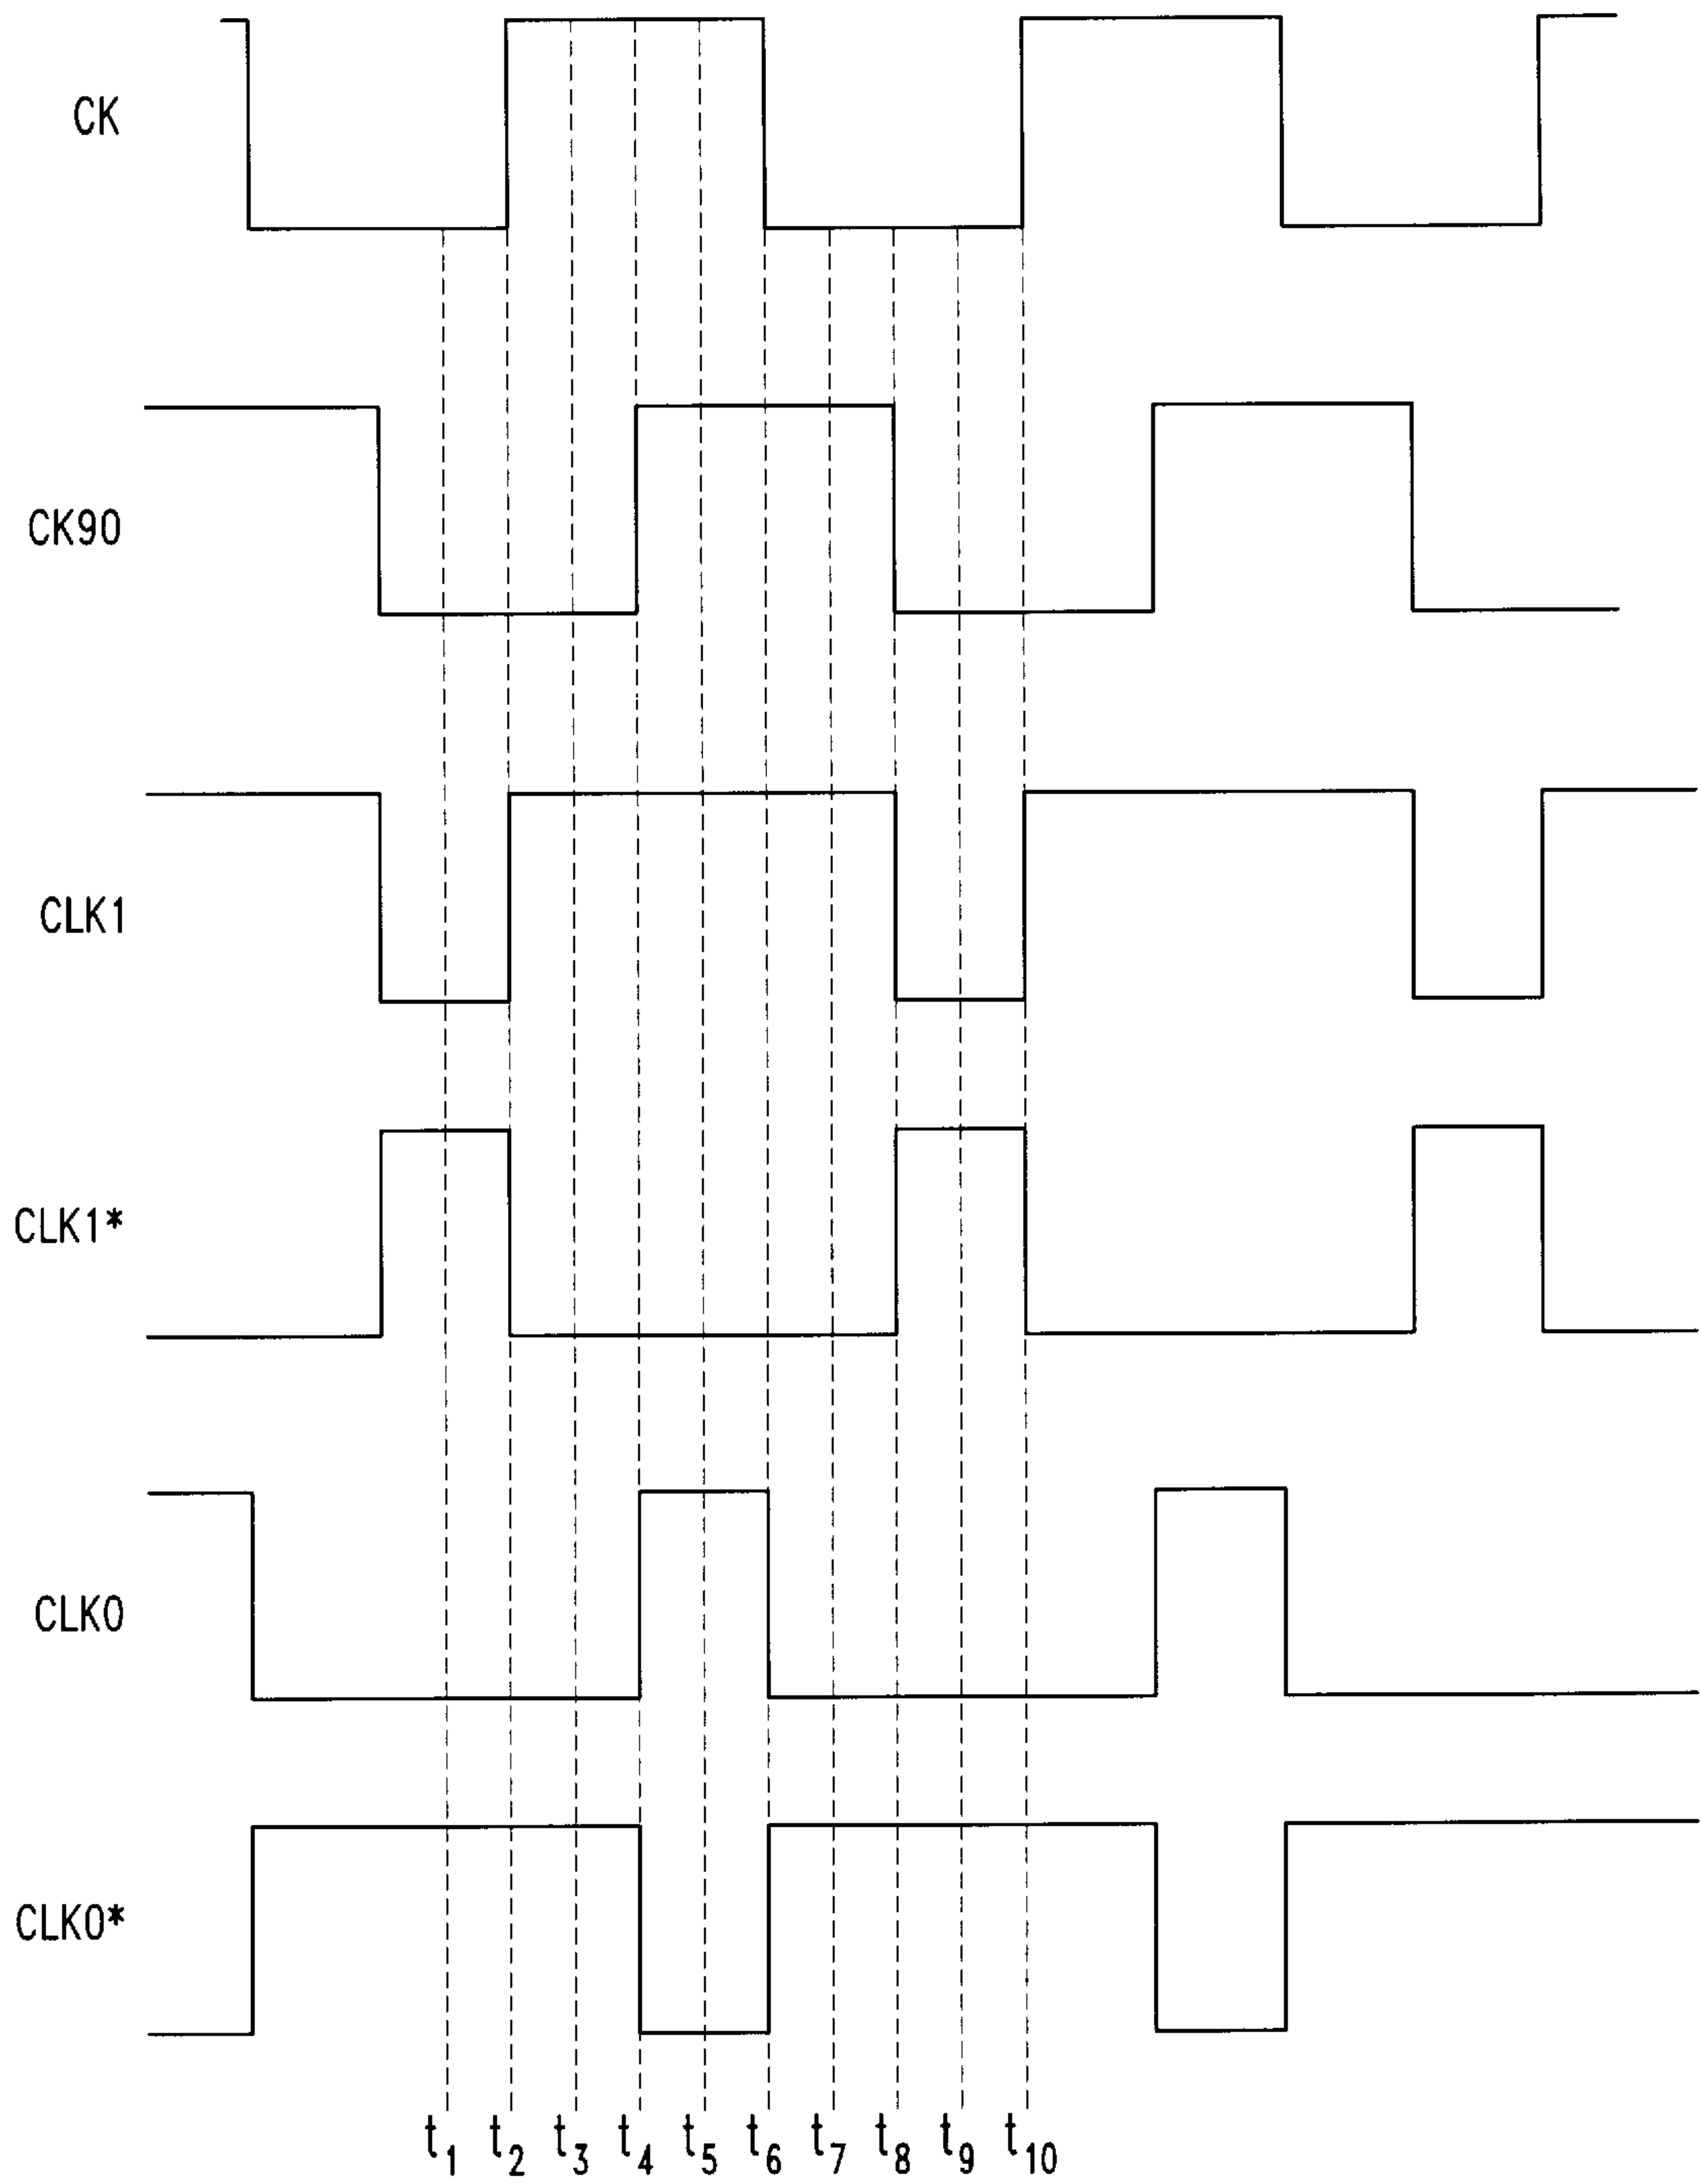 CK
CK90
CLK1
CLK1*
CLK0
CLK0*
t1 t2 t3 t4 t5 t6 t7 t8 t9 t10